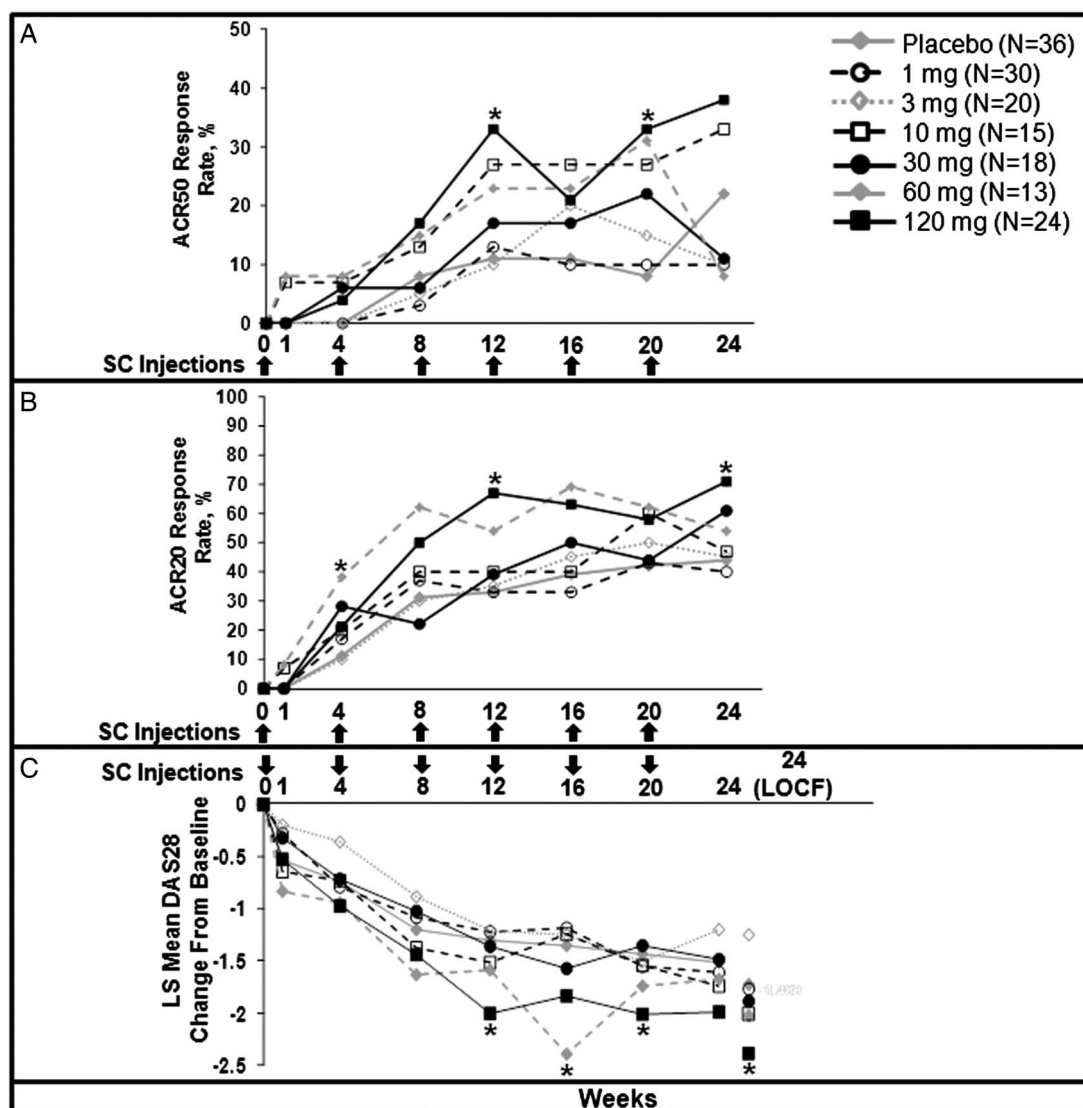 A
50
40
30
20
10
0
ACR50 Response
Rate, %
Placebo (N=36)
1 mg (N=30)
3 mg (N=20)
10 mg (N=15)
30 mg (N=18)
60 mg (N=13)
120 mg (N=24)
*
*
0 1 4 8 12 16 20 24
SC Injections
B
100
90
80
70
60
50
40
30
20
10
0
ACR20 Response
Rate, %
*
*
*
0 1 4 8 12 16 20 24
SC Injections
C
SC Injections
24
0 1 4 8 12 16 20 24 (LOCF)
0
-0.5
-1
-1.5
-2
-2.5
LS Mean DAS28
Change From Baseline
*
*
*
*
Weeks